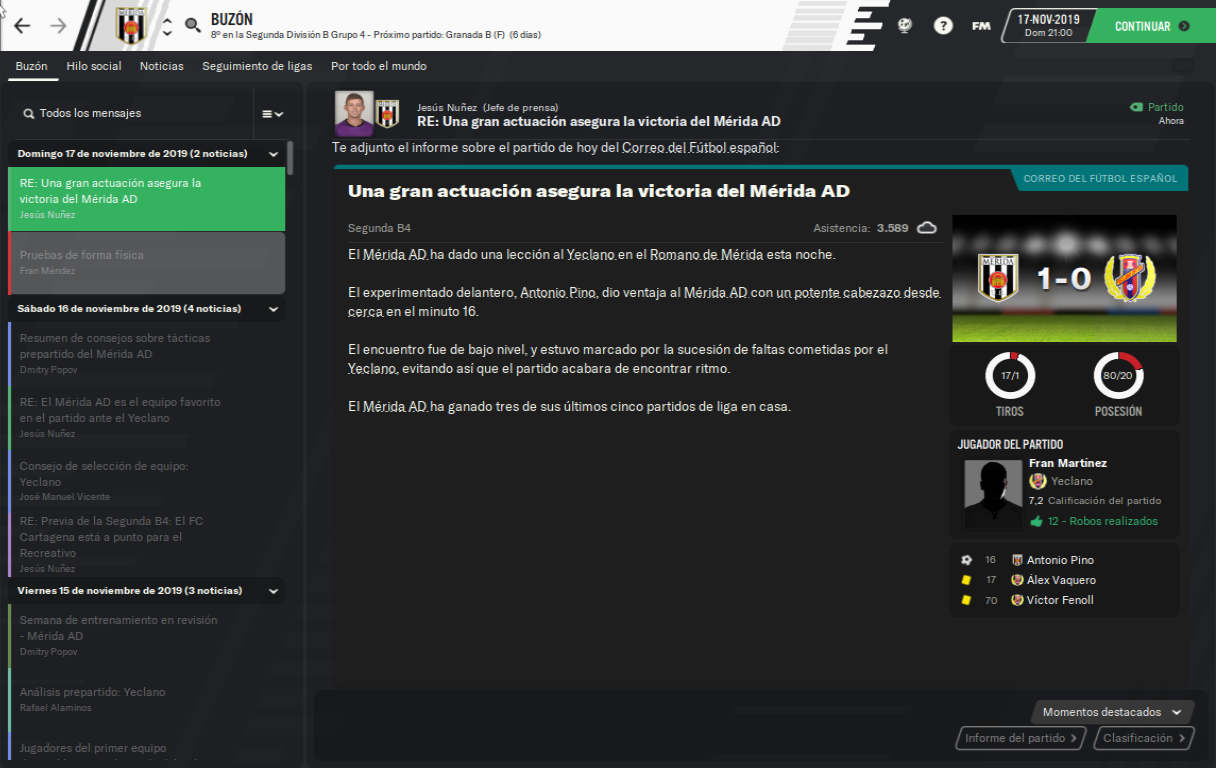 BUZÓN
8º en la Segunda División B Grupo 4 - Próximo partido: Granada B (F) (6 días)
FM
17-NOV-2019
Dom 21:00
CONTINUAR
Buzón Hilo social Noticias Seguimiento de ligas Por todo el mundo
Todos los mensajes
Domingo 17 de noviembre de 2019 (2 noticias)
RE: Una gran actuación asegura la
victoria del Mérida AD
Jesús Nuñez
Pruebas de forma física
Fran Méndez
Sábado 16 de noviembre de 2019 (4 noticias)
Resumen de consejos sobre tácticas
prepartido del Mérida AD
Dmitry Popov
RE: El Mérida AD es el equipo favorito
en el partido ante el Yeclano
Jesús Nuñez
Consejo de selección de equipo:
Yeclano
José Manuel Vicente
RE: Previa de la Segunda B4: El FC
Cartagena está a punto para el
Recreativo
Jesús Nuñez
Viernes 15 de noviembre de 2019 (3 noticias)
Semana de entrenamiento en revisión
- Mérida AD
Dmitry Popov
Análisis prepartido: Yeclano
Rafael Alaminos
Jugadores del primer equipo
Jesús Nuñez (Jefe de prensa)
RE: Una gran actuación asegura la victoria del Mérida AD
Partido
Ahora
Te adjunto el informe sobre el partido de hoy del Correo del Fútbol español:
CORREO DEL FÚTBOL ESPAÑOL
Una gran actuación asegura la victoria del Mérida AD
Segunda B4
Asistencia: 3.589
El Mérida AD ha dado una lección al Yeclano en el Romano de Mérida esta noche.
El experimentado delantero, Antonio Pino, dio ventaja al Mérida AD con un potente cabezazo desde
cerca en el minuto 16.
El encuentro fue de bajo nivel, y estuvo marcado por la sucesión de faltas cometidas por el
Yeclano, evitando así que el partido acabara de encontrar ritmo.
El Mérida AD ha ganado tres de sus últimos cinco partidos de liga en casa.
MÉRIDA
1-0
17/1
80/20
TIROS
POSESIÓN
JUGADOR DEL PARTIDO
Fran Martínez
Yeclano
7,2 Calificación del partido
12 - Robos realizados
16 Antonio Pino
17 Álex Vaquero
70 Víctor Fenoll
Momentos destacados
Informe del partido
Clasificación